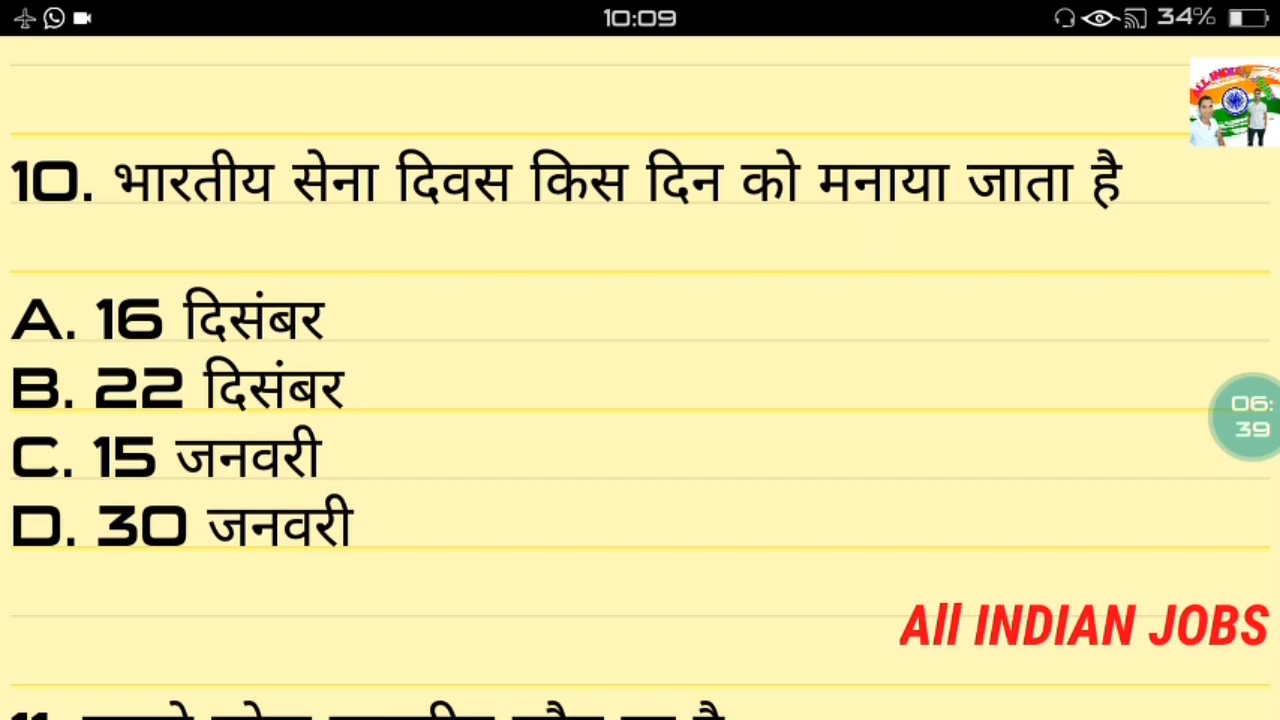 10:09
34%
10. भारतीय सेना दिवस किस दिन को मनाया जाता है
A. 16 दिसंबर
B. 22 दिसंबर
C. 15 जनवरी
D. 30 जनवरी
06:
39
All INDIAN JOBS
11.